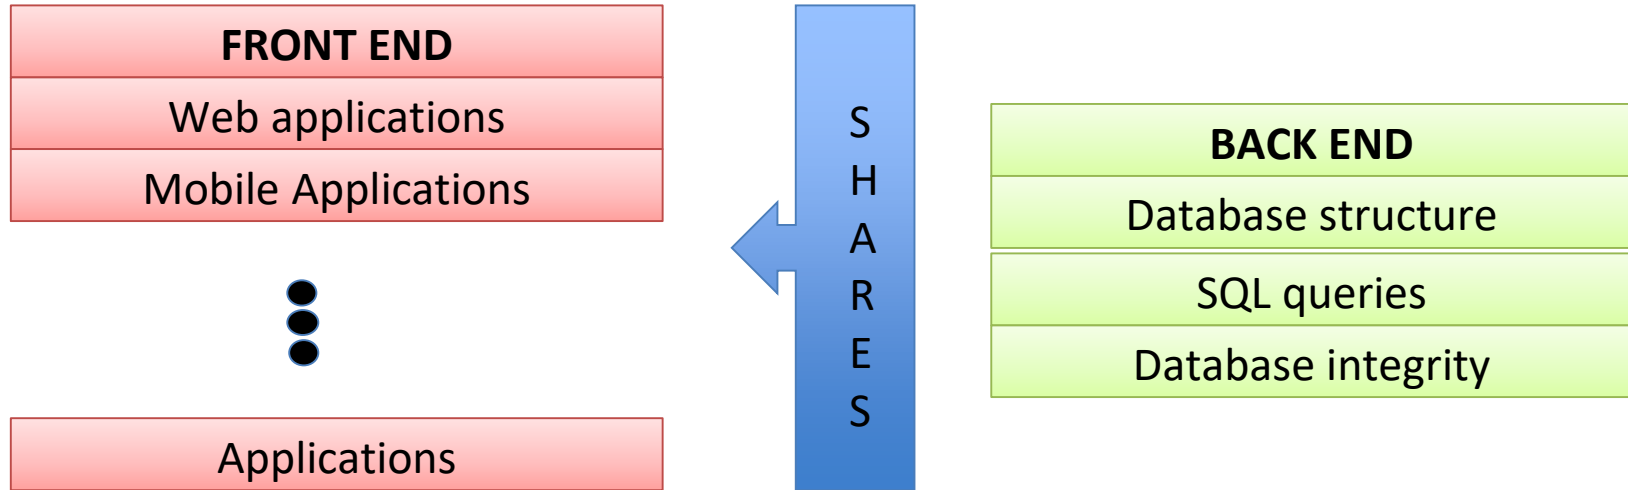 FRONT END
Web applications
Mobile Applications
Applications
S
H
A
R
E
S
BACK END
Database structure
SQL queries
Database integrity